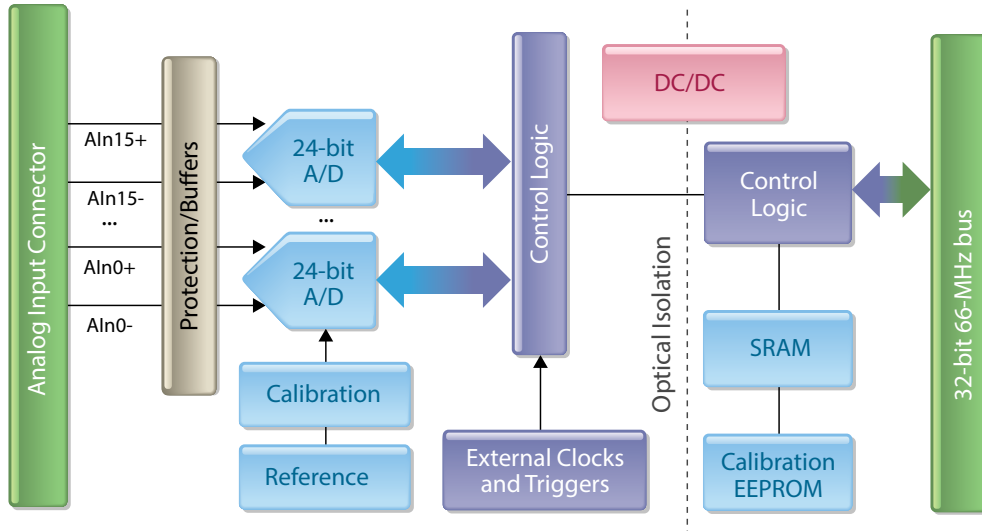 Analog Input Connector
AIn15+
AIn15-
...
AIn0+
AIn0-
Protection/Buffers
24-bit
A/D
...
24-bit
A/D
Calibration
Reference
Control Logic
External Clocks
and Triggers
DC/DC
Optical Isolation
Control
Logic
SRAM
Calibration
EEPROM
32-bit 66-MHz bus